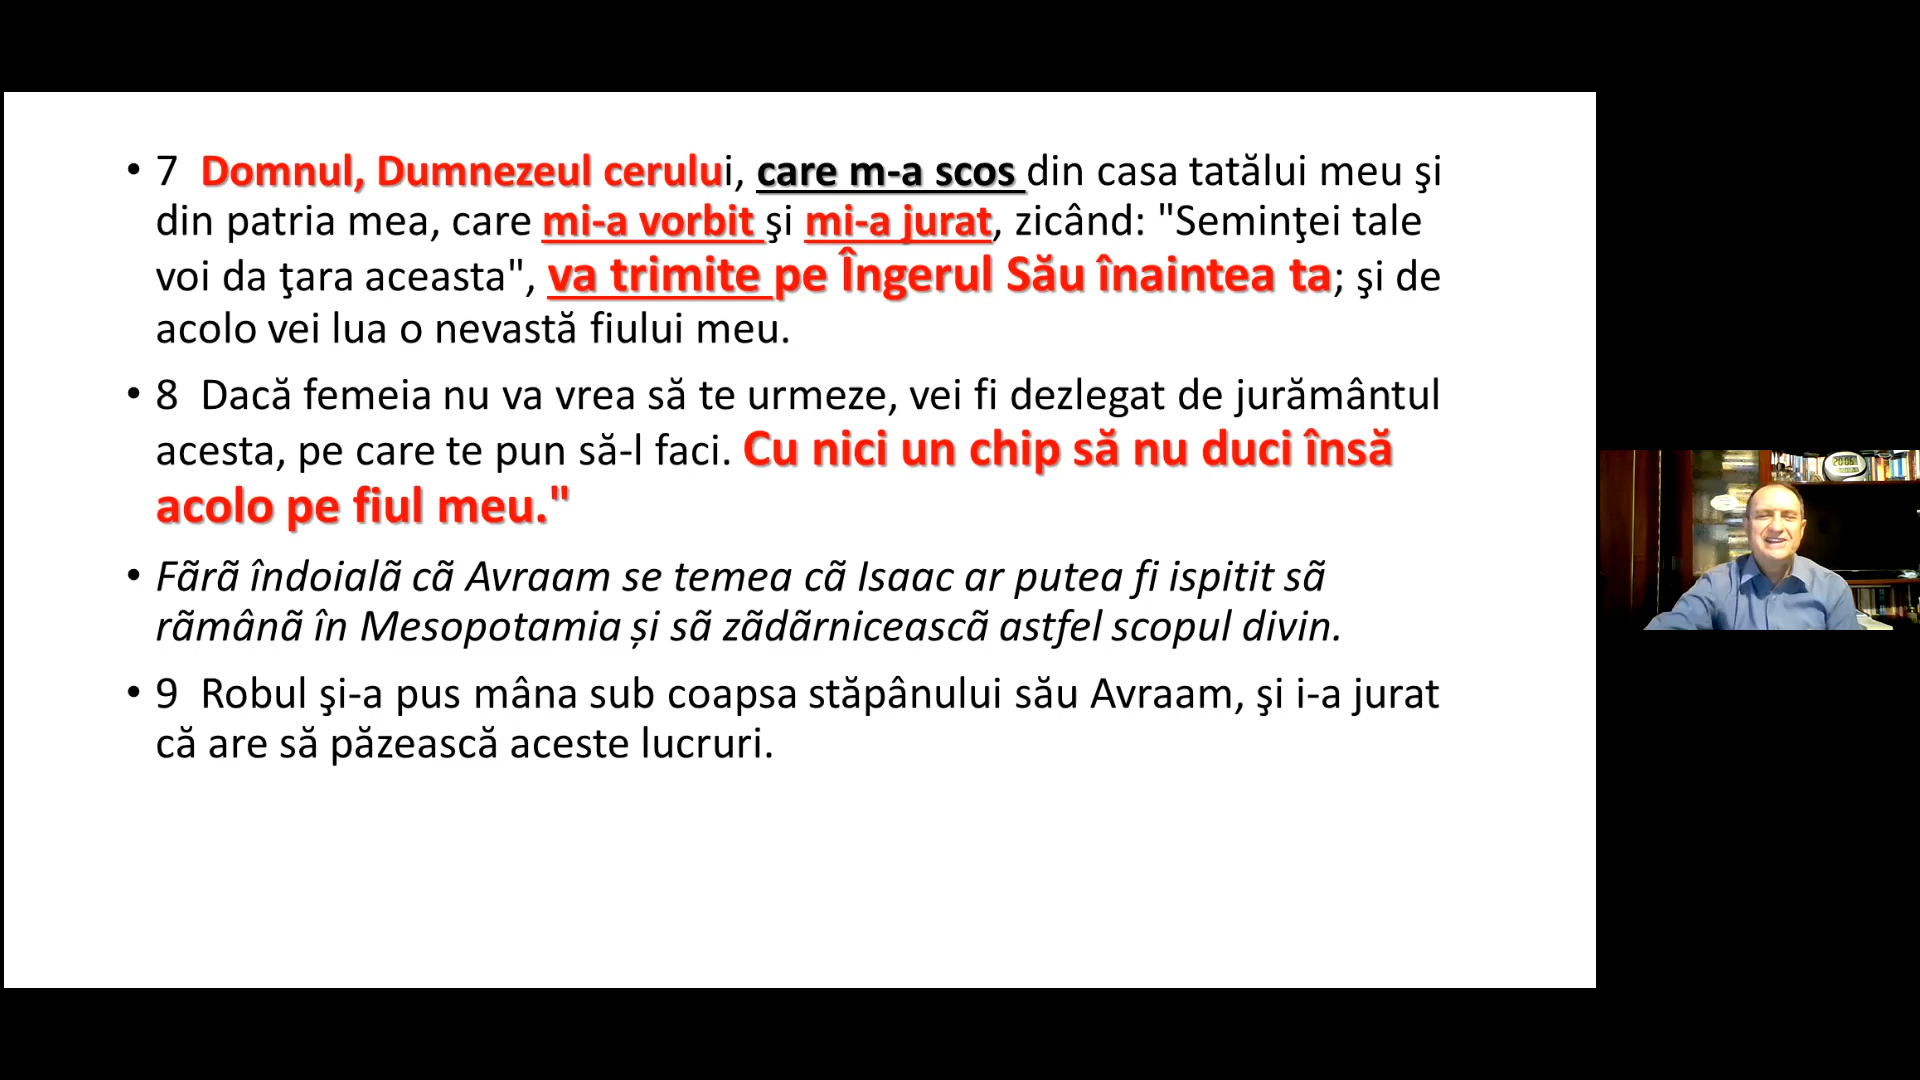 • 7 Domnul, Dumnezeul cerului, care m-a scos din casa tatălui meu şi
din patria mea, care mi-a vorbit şi mi-a jurat, zicând: "Seminţei tale
voi da ţara aceasta", va trimite pe Îngerul Său înaintea ta; şi de
acolo vei lua o nevastă fiului meu.
• 8 Dacă femeia nu va vrea să te urmeze, vei fi dezlegat de jurământul
acesta, pe care te pun să-l faci. Cu nici un chip să nu duci însă
acolo pe fiul meu."
• Fãrã îndoialã cã Avraam se temea cã Isaac ar putea fi ispitit sã
rãmânã în Mesopotamia și sã zãdãrniceascã astfel scopul divin.
• 9 Robul şi-a pus mâna sub coapsa stăpânului său Avraam, şi i-a jurat
că are să păzească aceste lucruri.